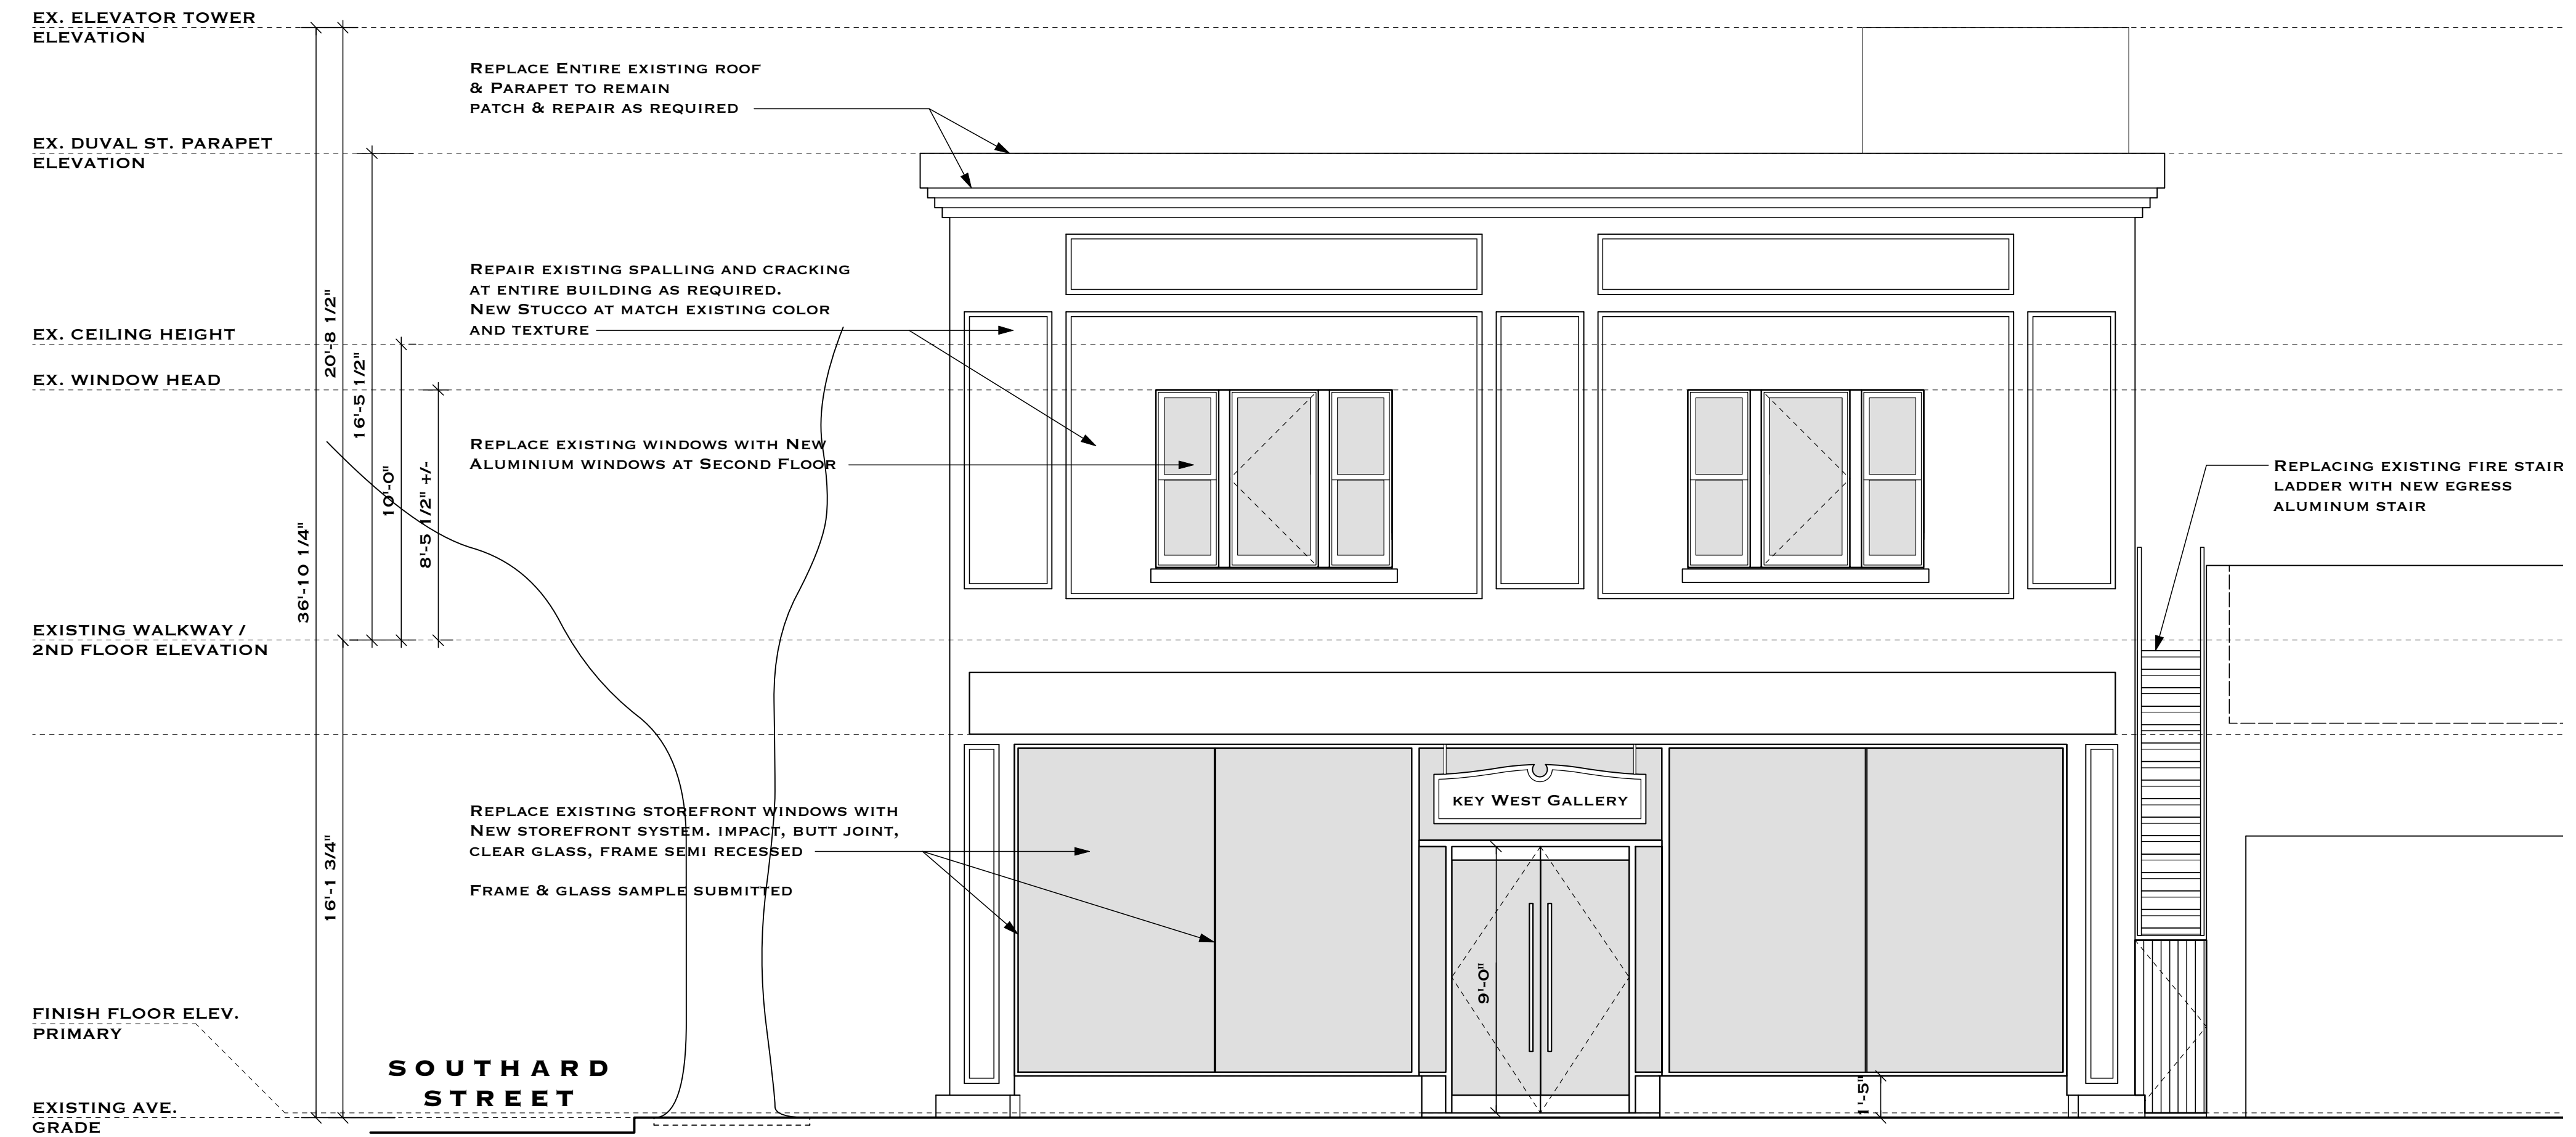 EX. ELEVATOR TOWER
ELEVATION
REPLACE ENTIRE EXISTING ROOF
& PARAPET TO REMAIN
PATCH & REPAIR AS REQUIRED
EX. DUVAL ST. PARAPET
ELEVATION
REPAIR EXISTING SPALLING AND CRACKING
AT ENTIRE BUILDING AS REQUIRED.
NEW STUCCO AT MATCH EXISTING COLOR
AND TEXTURE
EX. CEILING HEIGHT
EX. WINDOW HEAD
20'-8 1/2"
16'-5 1/2"
10'-0"
8'-5 1/2" +/-
36'-10 1/4"
REPLACE EXISTING WINDOWS WITH NEW
ALUMINIUM WINDOWS AT SECOND FLOOR
REPLACING EXISTING FIRE STAIR
LADDER WITH NEW EGRESS
ALUMINUM STAIR
EXISTING WALKWAY /
2ND FLOOR ELEVATION
16'-1 3/4"
REPLACE EXISTING STOREFRONT WINDOWS WITH
NEW STOREFRONT SYSTEM. IMPACT, BUTT JOINT,
CLEAR GLASS, FRAME SEMI RECESSED
FRAME & GLASS SAMPLE SUBMITTED
KEY WEST GALLERY
9'-0"
1'-5"
FINISH FLOOR ELEV.
PRIMARY
SOUTHARD
STREET
EXISTING AVE.
GRADE